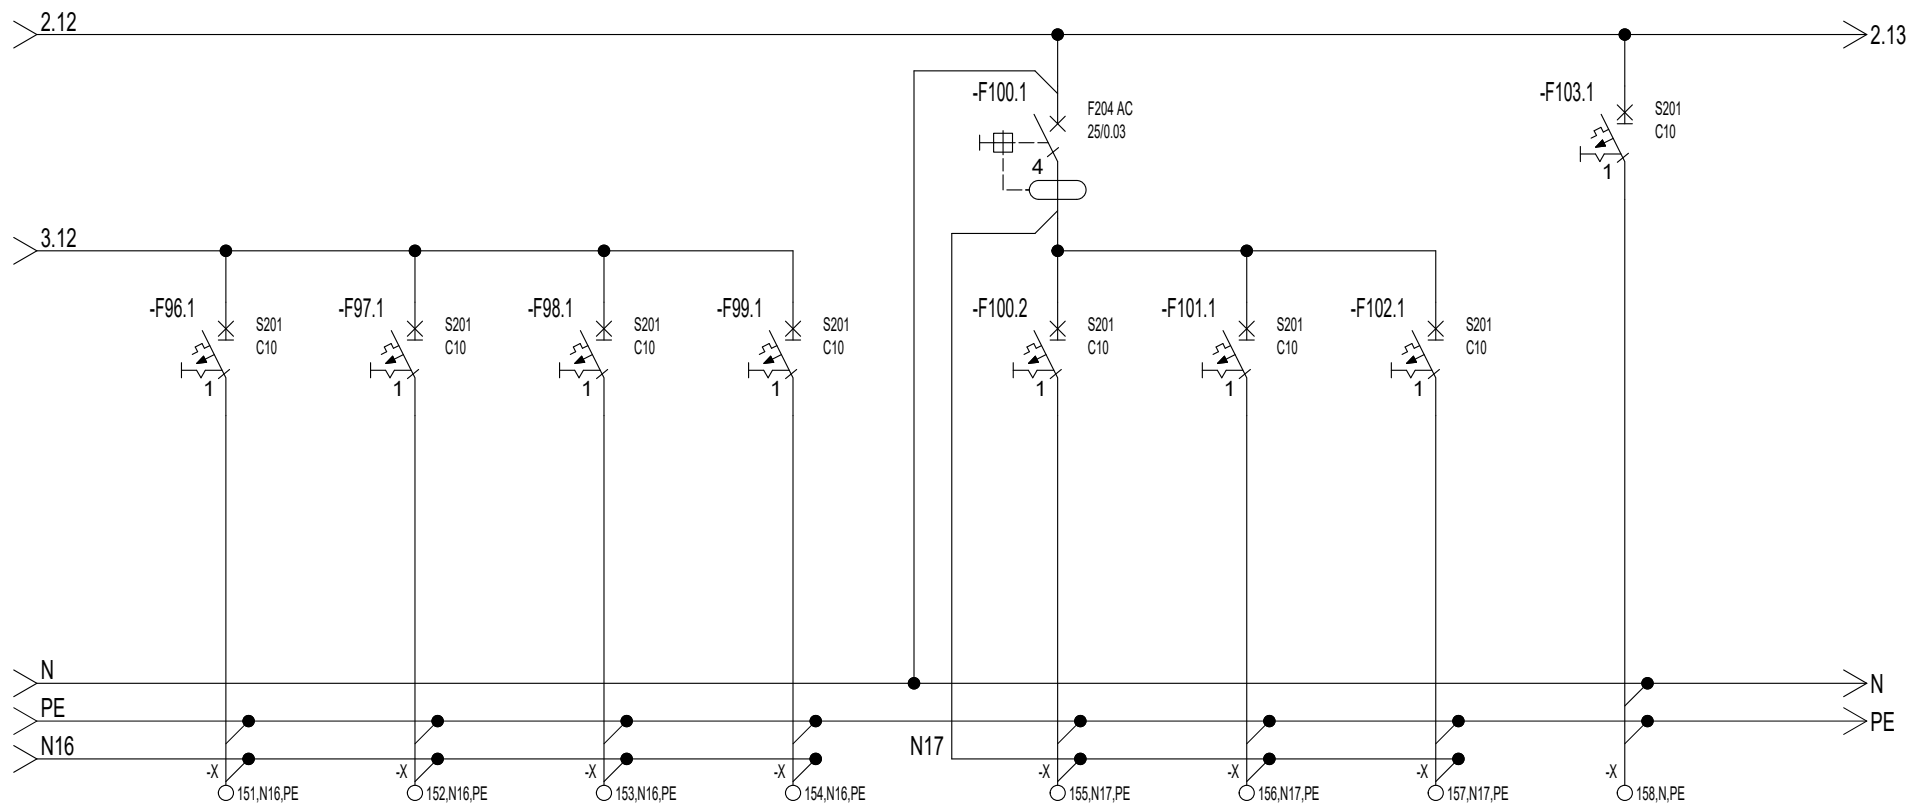 2.12
2.13
-F100.1
F204 AC
25/0.03
4
-F103.1
S201
C10
1
3.12
-F96.1
S201
C10
1
-F97.1
S201
C10
1
-F98.1
S201
C10
1
-F99.1
S201
C10
1
-F100.2
S201
C10
1
-F101.1
S201
C10
1
-F102.1
S201
C10
1
N
N
PE
PE
N16
N17
-X
151,N16,PE
-X
152,N16,PE
-X
153,N16,PE
-X
154,N16,PE
-X
155,N17,PE
-X
156,N17,PE
-X
157,N17,PE
-X
158,N,PE